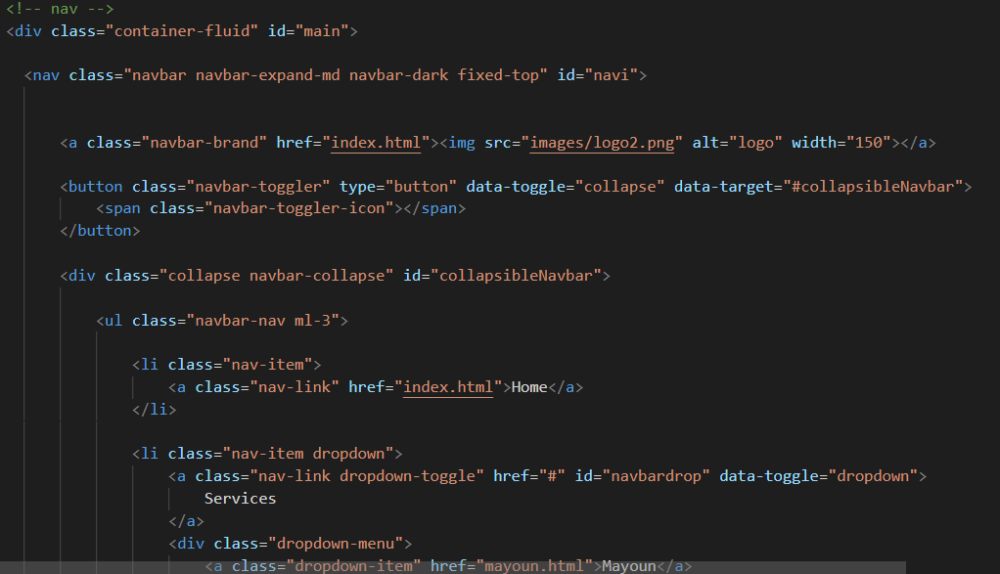 <!-- nav -->
<div class="container-fluid" id="main">
<nav class="navbar navbar-expand-md navbar-dark fixed-top" id="navi">
<a class="navbar-brand" href="index.html"><img src="images/logo2.png" alt="logo" width="150"></a>
<button class="navbar-toggler" type="button" data-toggle="collapse" data-target="#collapsibleNavbar">
<span class="navbar-toggler-icon"></span>
</button>
<div class="collapse navbar-collapse" id="collapsibleNavbar">
<ul class="navbar-nav ml-3">
<li class="nav-item">
<a class="nav-link" href="index.html">Home</a>
</li>
<li class="nav-item dropdown">
<a class="nav-link dropdown-toggle" href="#" id="navbardrop" data-toggle="dropdown">
Services
</a>
<div class="dropdown-menu">
<a class="dropdown-item" href="mayoun.html">Mayoun</a>